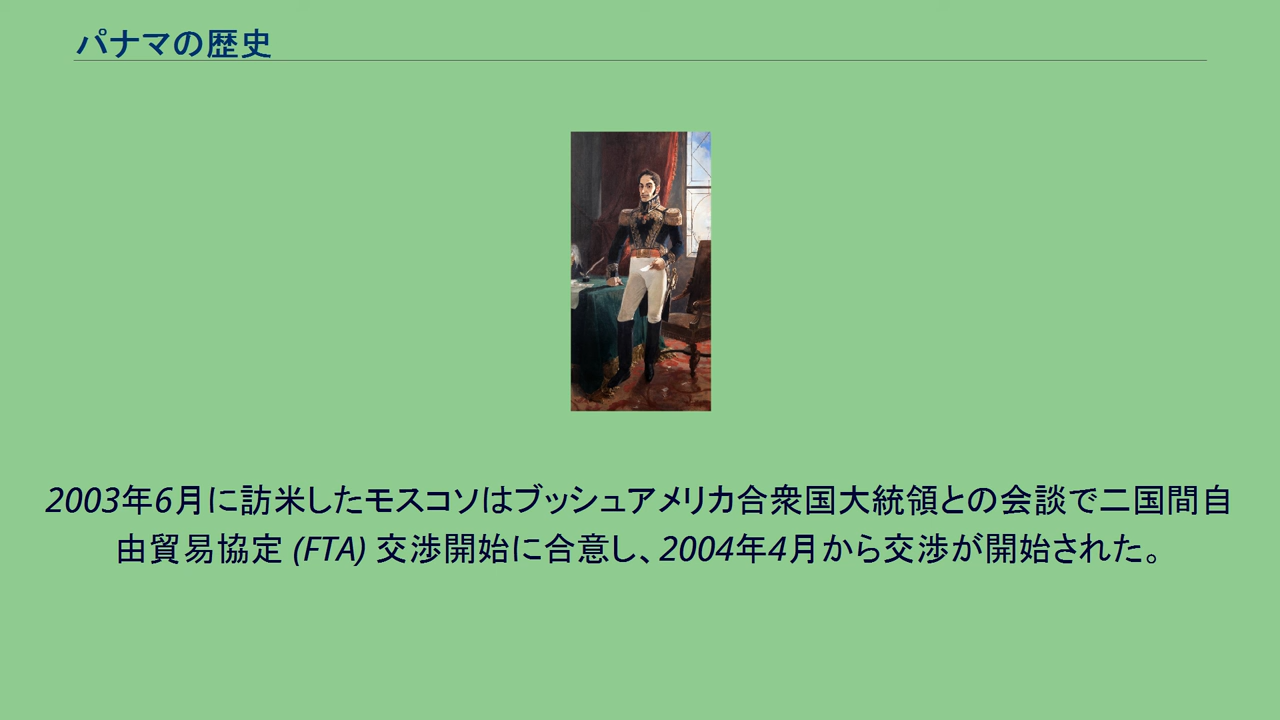 パナマの歴史
2003年6月に訪米したモスコソはブッシュアメリカ合衆国大統領との会談で二国間自
由貿易協定 (FTA) 交渉開始に合意し、2004年4月から交渉が開始された。